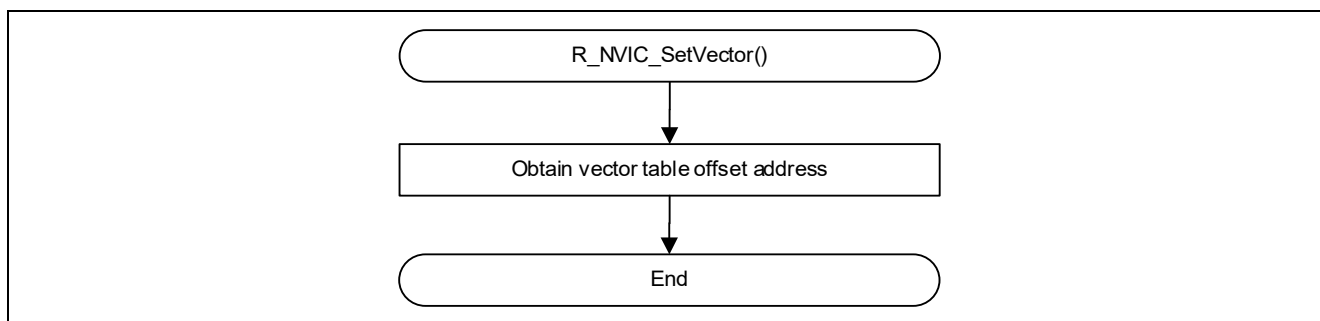 R_NVIC_SetVector()
Obtain vector table offset address
End